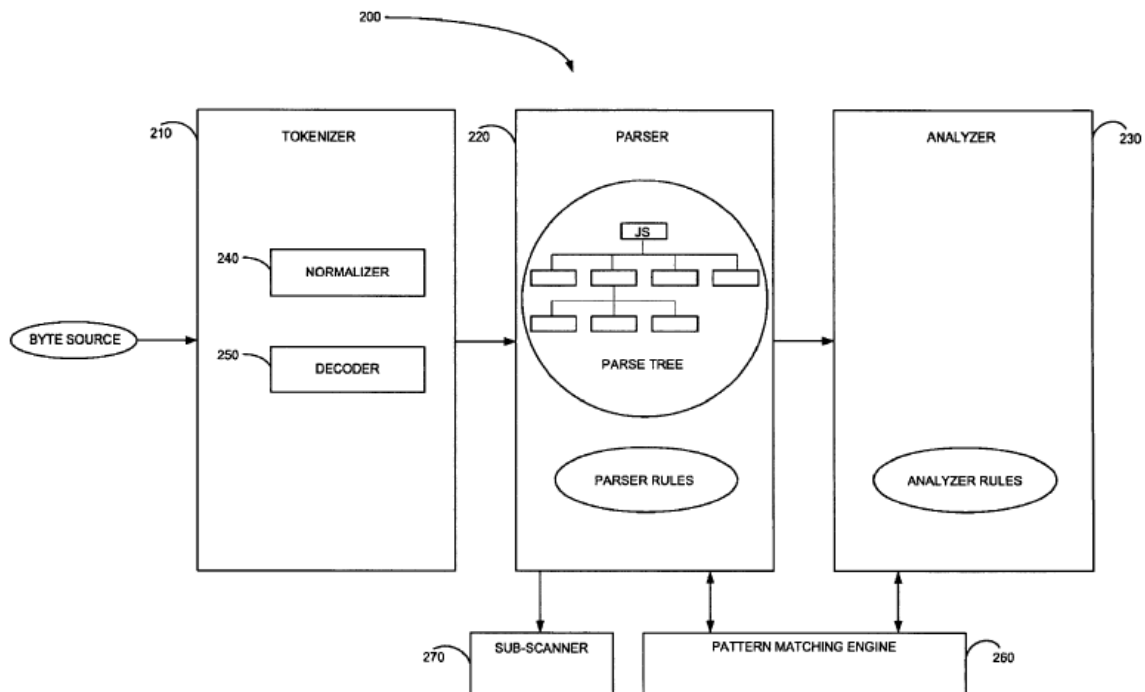 200
210
TOKENIZER
220
PARSER
ANALYZER
230
JS
240
NORMALIZER
BYTE SOURCE
250
DECODER
PARSE TREE
PARSER RULES
ANALYZER RULES
270
SUB-SCANNER
PATTERN MATCHING ENGINE
260